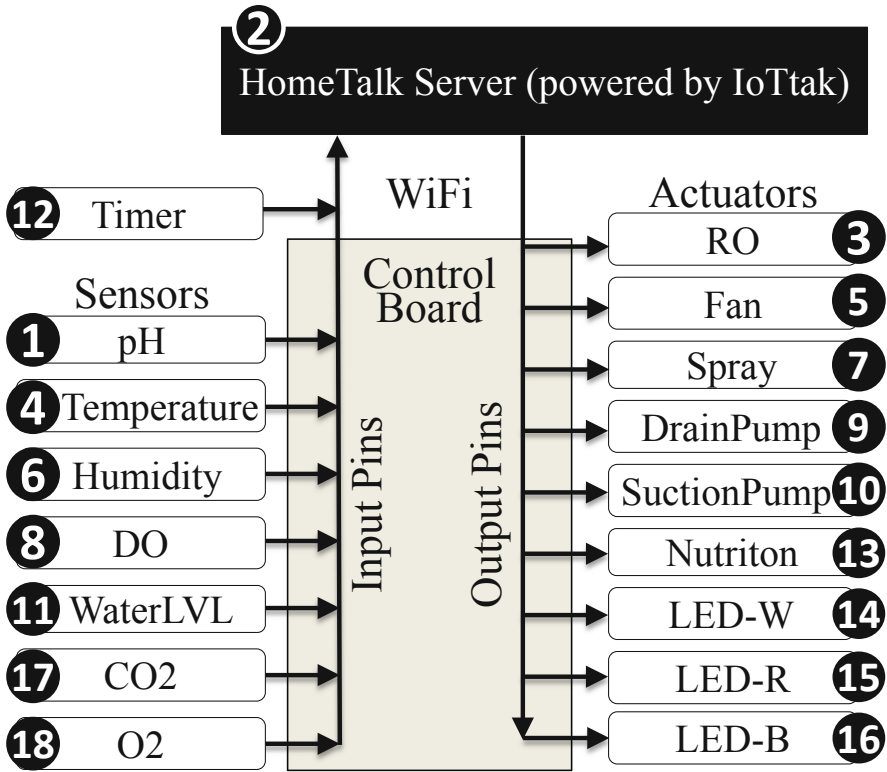 2
HomeTalk Server (powered by IoTtak)
WiFi
12 Timer
Sensors
1 pH
4 Temperature
6 Humidity
8 DO
11 WaterLVL
17 CO2
18 O2
Control
Board
Input Pins
Output Pins
Actuators
RO 3
Fan 5
Spray 7
DrainPump 9
SuctionPump 10
Nutriton 13
LED-W 14
LED-R 15
LED-B 16